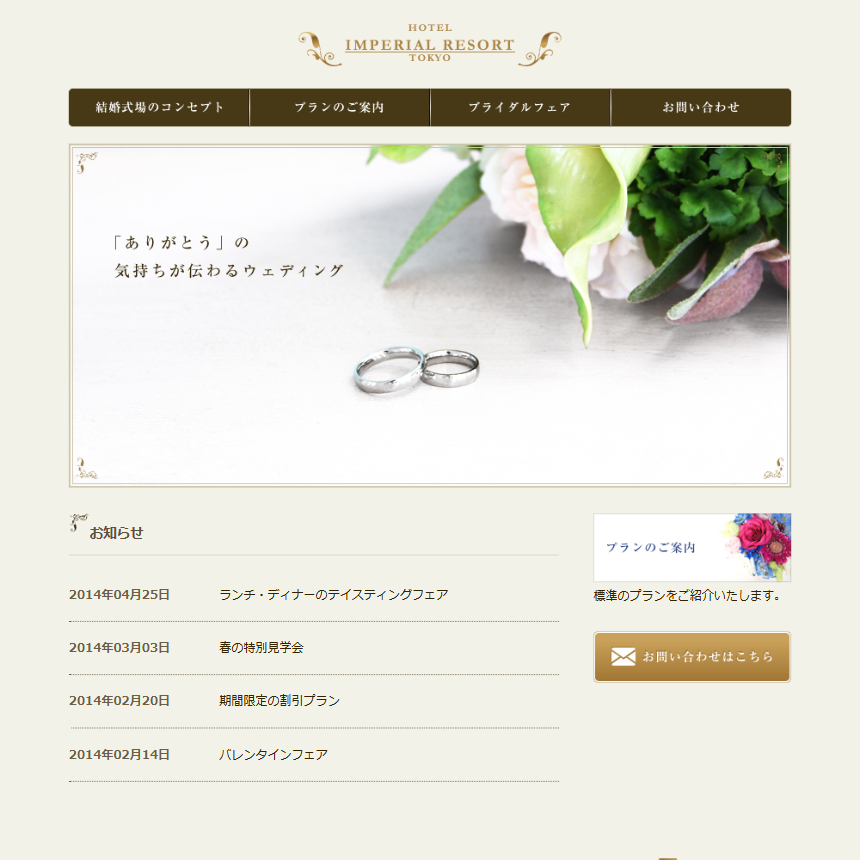 HOTEL
IMPERIAL RESORT
TOKYO
結婚式場のコンセプト
プランのご案内
ブライダルフェア
お問い合わせ
「ありがとう」の
気持ちが伝わるウェディング
お知らせ
2014年04月25日 ランチ・ディナーのテイスティングフェア
2014年03月03日 春の特別見学会
2014年02月20日 期間限定の割引プラン
2014年02月14日 バレンタインフェア
プランのご案内
標準のプランをご紹介いたします。
お問い合わせはこちら